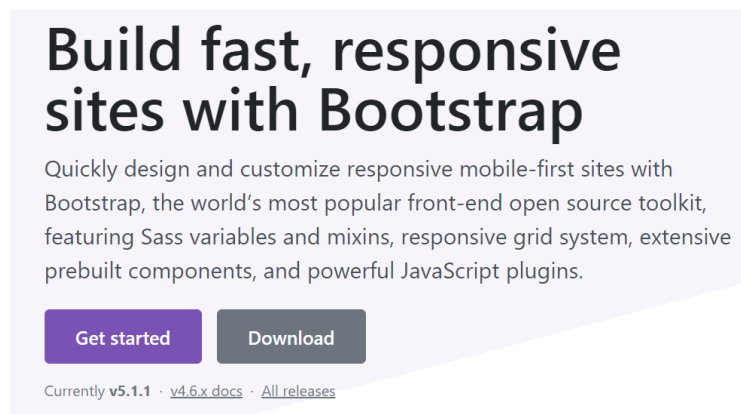 Build fast, responsive
sites with Bootstrap
Quickly design and customize responsive mobile-first sites with
Bootstrap, the world’s most popular front-end open source toolkit,
featuring Sass variables and mixins, responsive grid system, extensive
prebuilt components, and powerful JavaScript plugins.
Get started Download
Currently v5.1.1 · v4.6.x docs · All releases